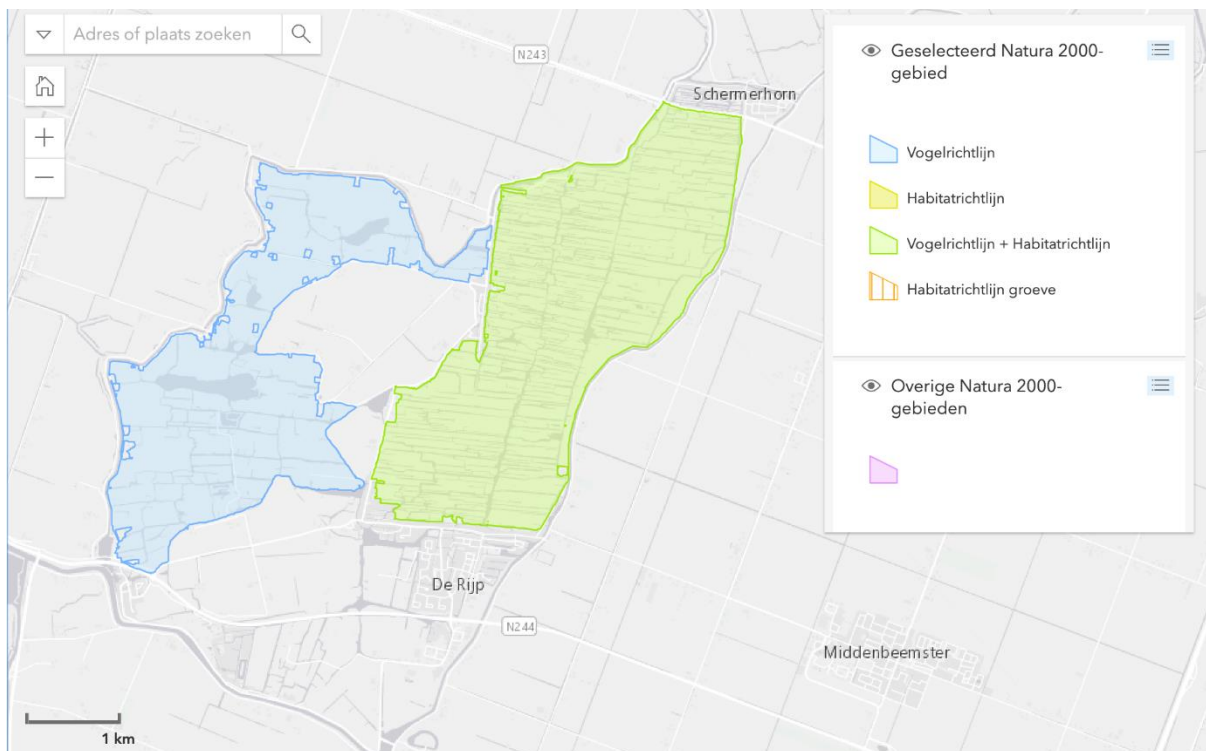 Adres of plaats zoeken
N243
Schermerhorn
De Rijp
N244
Middenbeemster
1 km
Geselecteerd Natura 2000-
gebied
Vogelrichtlijn
Habitatrichtlijn
Vogelrichtlijn + Habitatrichtlijn
Habitatrichtlijn groeve
Overige Natura 2000-
gebieden